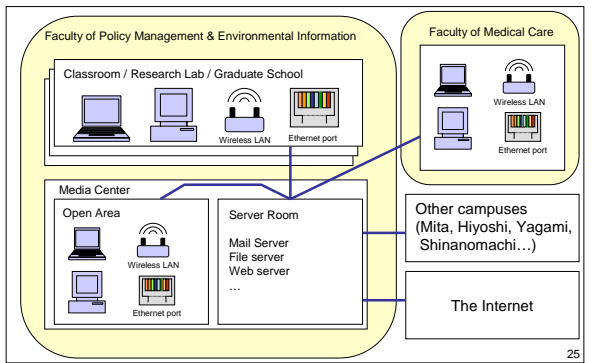 Faculty of Policy Management & Environmental Information
Classroom / Research Lab / Graduate School
Wireless LAN
Ethernet port
Faculty of Medical Care
Wireless LAN
Ethernet port
Media Center
Open Area
Wireless LAN
Ethernet port
Server Room
Mail Server
File server
Web server
…
Other campuses
(Mita, Hiyoshi, Yagami,
Shinanomachi…)
The Internet
25